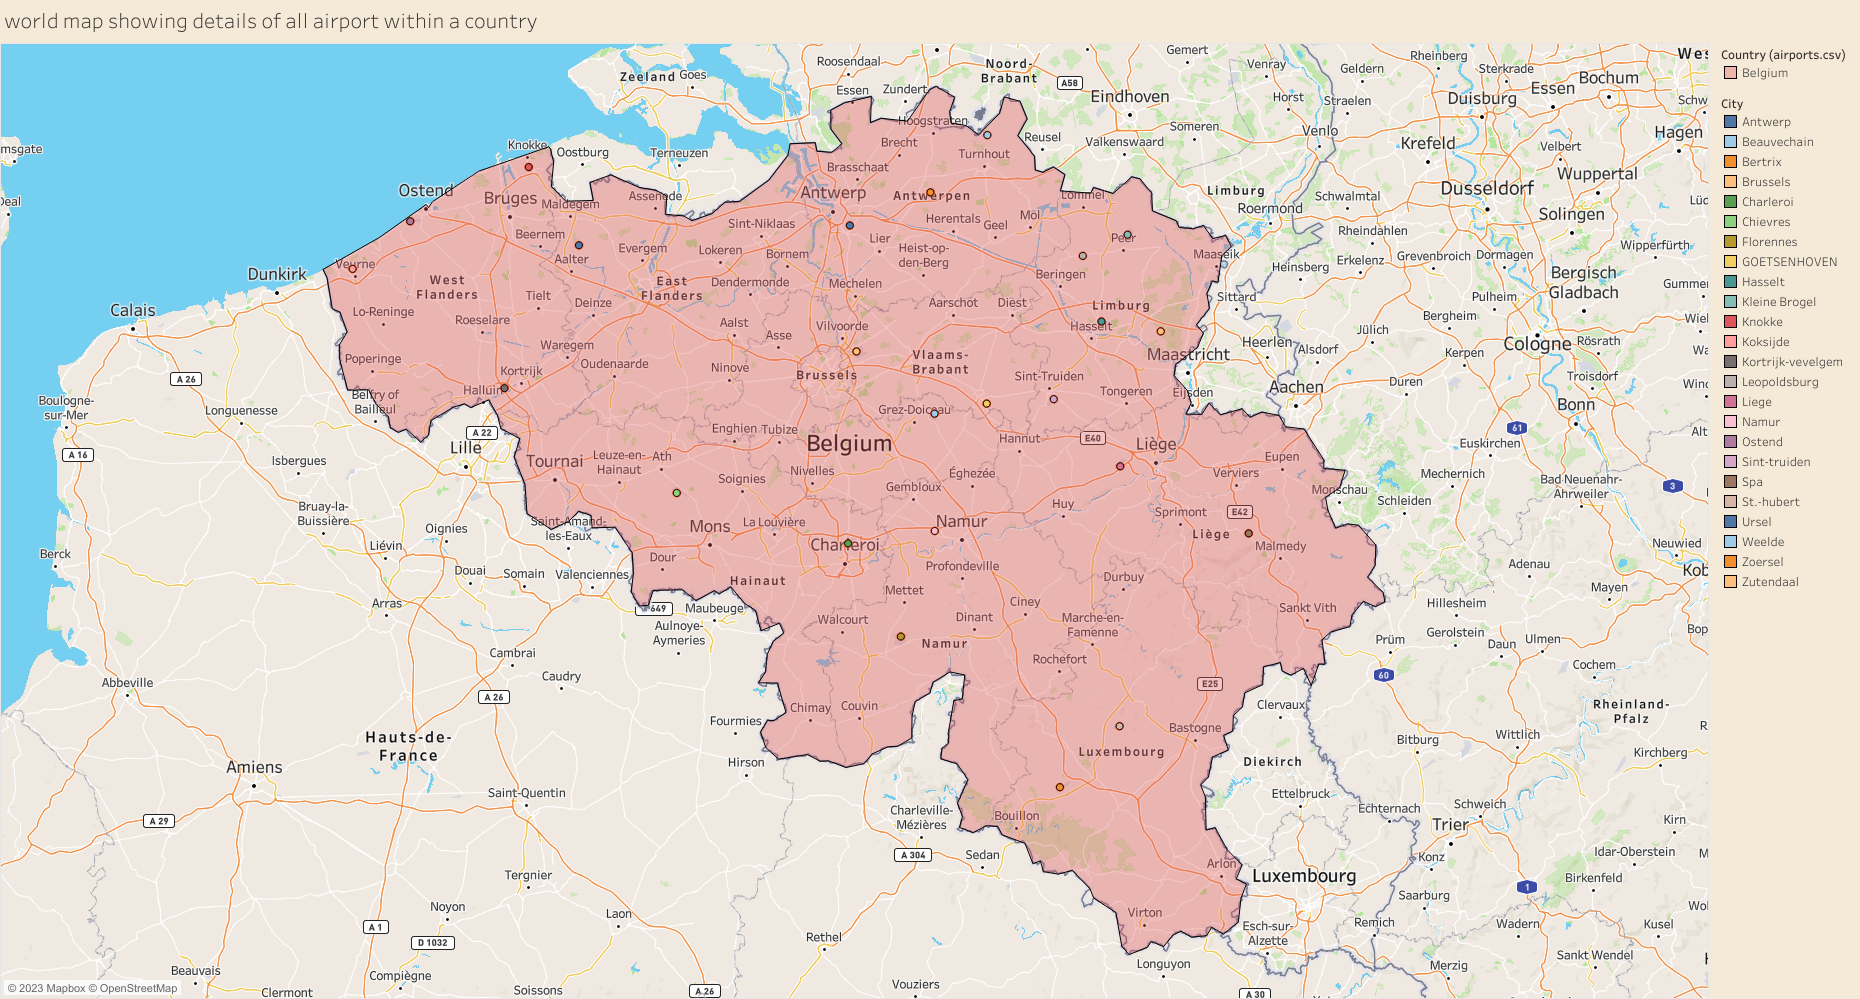 world map showing details of all airport within a country
Country (airports.csv)
Belgium
City
Antwerp
Beauvechain
Bertrix
Brussels
Charleroi
Chievres
Florennes
GOETSENHOVEN
Hasselt
Kleine Brogel
Knokke
Koksijde
Kortrijk-vevelgem
Leopoldsburg
Liege
Namur
Ostend
Sint-truiden
Spa
St.-hubert
Ursel
Weelde
Zoersel
Zutendaal
Zeeland
Goes
Roosendaal
Noord-
Brabant
A58
Gemert
Venray
Geldern
Rheinberg
Sterkrade
Bochum
Essen
Zundert
Essen
Eindhoven
Horst
Straelen
Duisburg
Hoogstraten
Reusel
Valkenswaard
Someren
Venlo
Krefeld
Velbert
Hagen
Knokke
Oostburg
Terneuzen
Brecht
Turnhout
Brasschaat
Wuppertal
Ostend
Bruges
Maldegem
Assenede
Antwerp
Antwerpen
Lommel
Limburg
Roermond
Schwalmtal
Dusseldorf
Solingen
Beernem
Aalter
Evergem
Lokeren
Sint-Niklaas
Bornem
Lier
Herentals
Geel
Mol
Heist-op-
den-Berg
Peer
Maaseik
Rheindahlen
Wipperfürth
Dunkirk
Veurne
West
Flanders
East
Flanders
Dendermonde
Mechelen
Beringen
Heinsberg
Erkelenz
Grevenbroich
Dormagen
Bergisch
Gladbach
Calais
Lo-Reninge
Tielt
Deinze
Aarschot
Diest
Limburg
Sittard
Pulheim
Roeselare
Aalst
Asse
Vilvoorde
Hasselt
Bergheim
Jülich
Cologne
Rösrath
Waregem
Oudenaarde
Ninove
Brussels
Vlaams-
Brabant
Maastricht
Heerlen
Alsdorf
Kerpen
Poperinge
Kortrijk
Halluin
Sint-Truiden
Tongeren
Eijsden
Aachen
Duren
Troisdorf
A 26
Boulogne-
sur-Mer
Longuenesse
Belfry of
Bailleul
Grez-Doiceau
Bonn
A 22
Lille
Enghien
Tubize
Belgium
Hannut
E40
Liège
61
Euskirchen
A 16
Isbergues
Tournai
Leuze-en-
Hainaut
Ath
Soignies
Nivelles
Gembloux
Éghezée
Verviers
Eupen
Monschau
Mechernich
Schleiden
Bad Neuenahr-
Ahrweiler
3
Bruay-la-
Buissière
Oignies
Saint-Amand-
les-Eaux
Mons
La Louvière
Charleroi
Namur
Huy
Sprimont
E42
Liège
Malmedy
Berck
Liévin
Douai
Somain
Valenciennes
Dour
Hainaut
Profondeville
Durbuy
Neuwied
Adenau
Mayen
Arras
649
Maubeuge
Aulnoye-
Aymeries
Mettet
Walcourt
Dinant
Ciney
Marche-en-
Famenne
Sankt Vith
Hillesheim
Gerolstein
Prüm
Daun
Ulmen
Cambrai
Namur
Rochefort
Cochem
Abbeville
Caudry
A 26
E25
60
Clervaux
Chimay
Couvin
Fourmies
Bastogne
Rheinland-
Pfalz
Hauts-de-
France
Luxembourg
Bitburg
Wittlich
Kirchberg
Amiens
Hirson
Diekirch
Saint-Quentin
Ettelbruck
Echternach
Schweich
A 29
Charleville-
Mézières
Bouillon
Trier
Kirn
A 304
Sedan
Arlon
Konz
Idar-Oberstein
Tergnier
Luxembourg
Saarburg
1
Birkenfeld
Noyon
Laon
Virton
Remich
Wadern
Kusel
A 1
D 1032
Rethel
Esch-sur-
Alzette
Beauvais
Compiègne
Longuyon
Merzig
Sankt Wendel
Clermont
Soissons
A 26
Vouziers
A 30
© 2023 Mapbox © OpenStreetMap